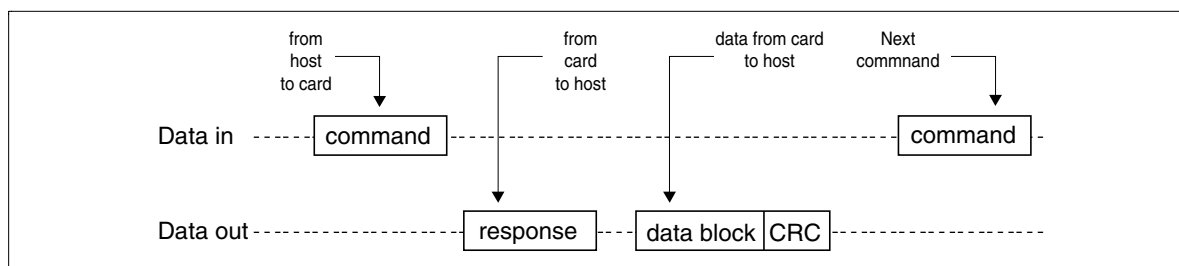 from
host
to card
from
card
to host
data from card
to host
Next
commnand
Data in
command
command
Data out
response
data block
CRC